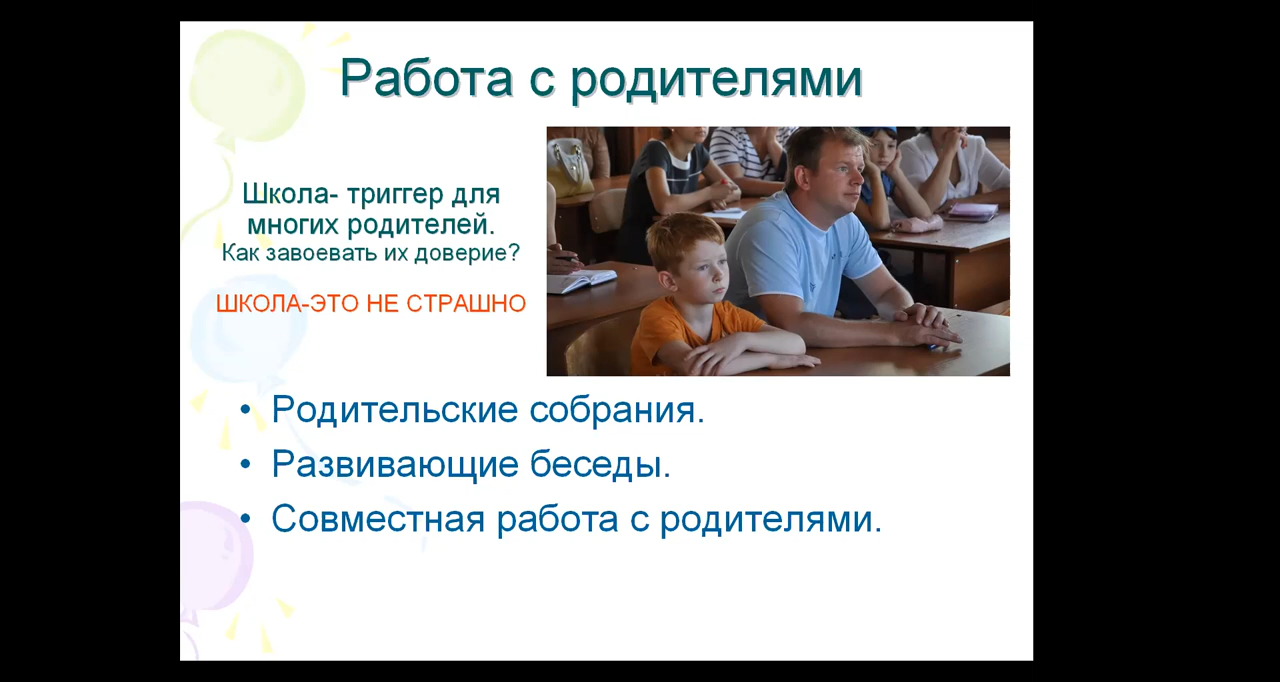 Работа с родителями
Школа- триггер для
многих родителей.
Как завоевать их доверие?
ШКОЛА-ЭТО НЕ СТРАШНО
• Родительские собрания.
• Развивающие беседы.
• Совместная работа с родителями.